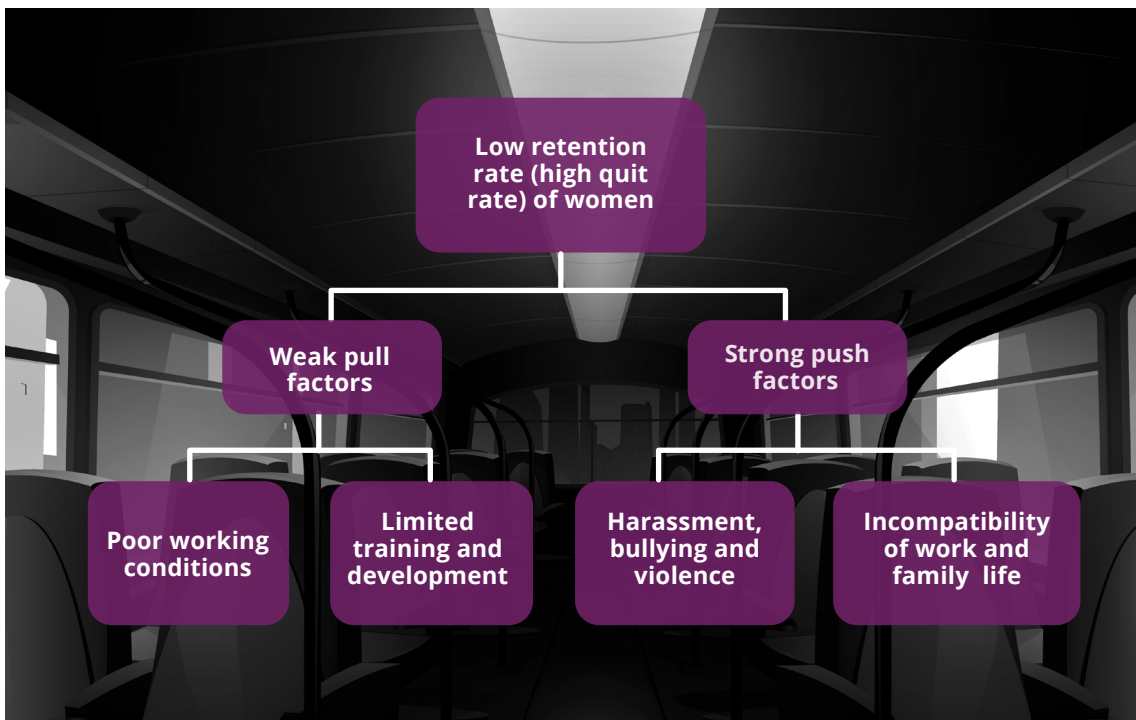 Low retention
rate (high quit
rate) of women
Weak pull
factors
Strong push
factors
Poor working
conditions
Limited
training and
development
Harassment,
bullying and
violence
Incompatibility
of work and
family life